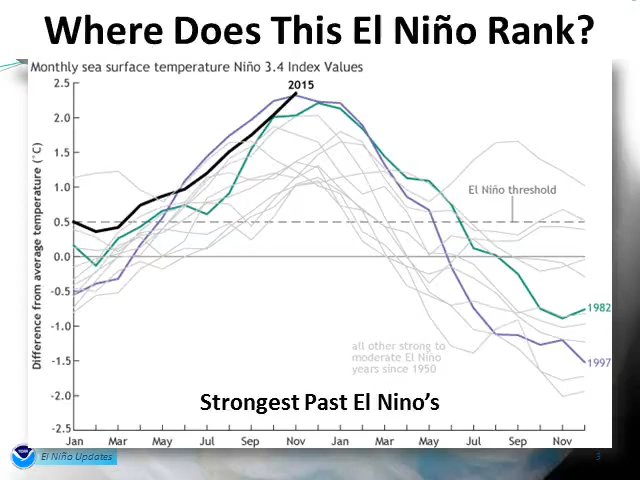 Where Does This El Niño Rank?
Monthly sea surface temperature Niño 3.4 Index Values
2015
2.5
2.0
1.5
1.0
0.5
0.0
-0.5
-1.0
-1.5
-2.0
-2.5
Difference from average temperature (°C)
El Niño threshold
1982
1997
all other strong to
moderate El Niño
years since 1950
Strongest Past El Nino's
Jan Mar May Jul Sep Nov Jan Mar May Jul Sep Nov
El Niño Updates
3